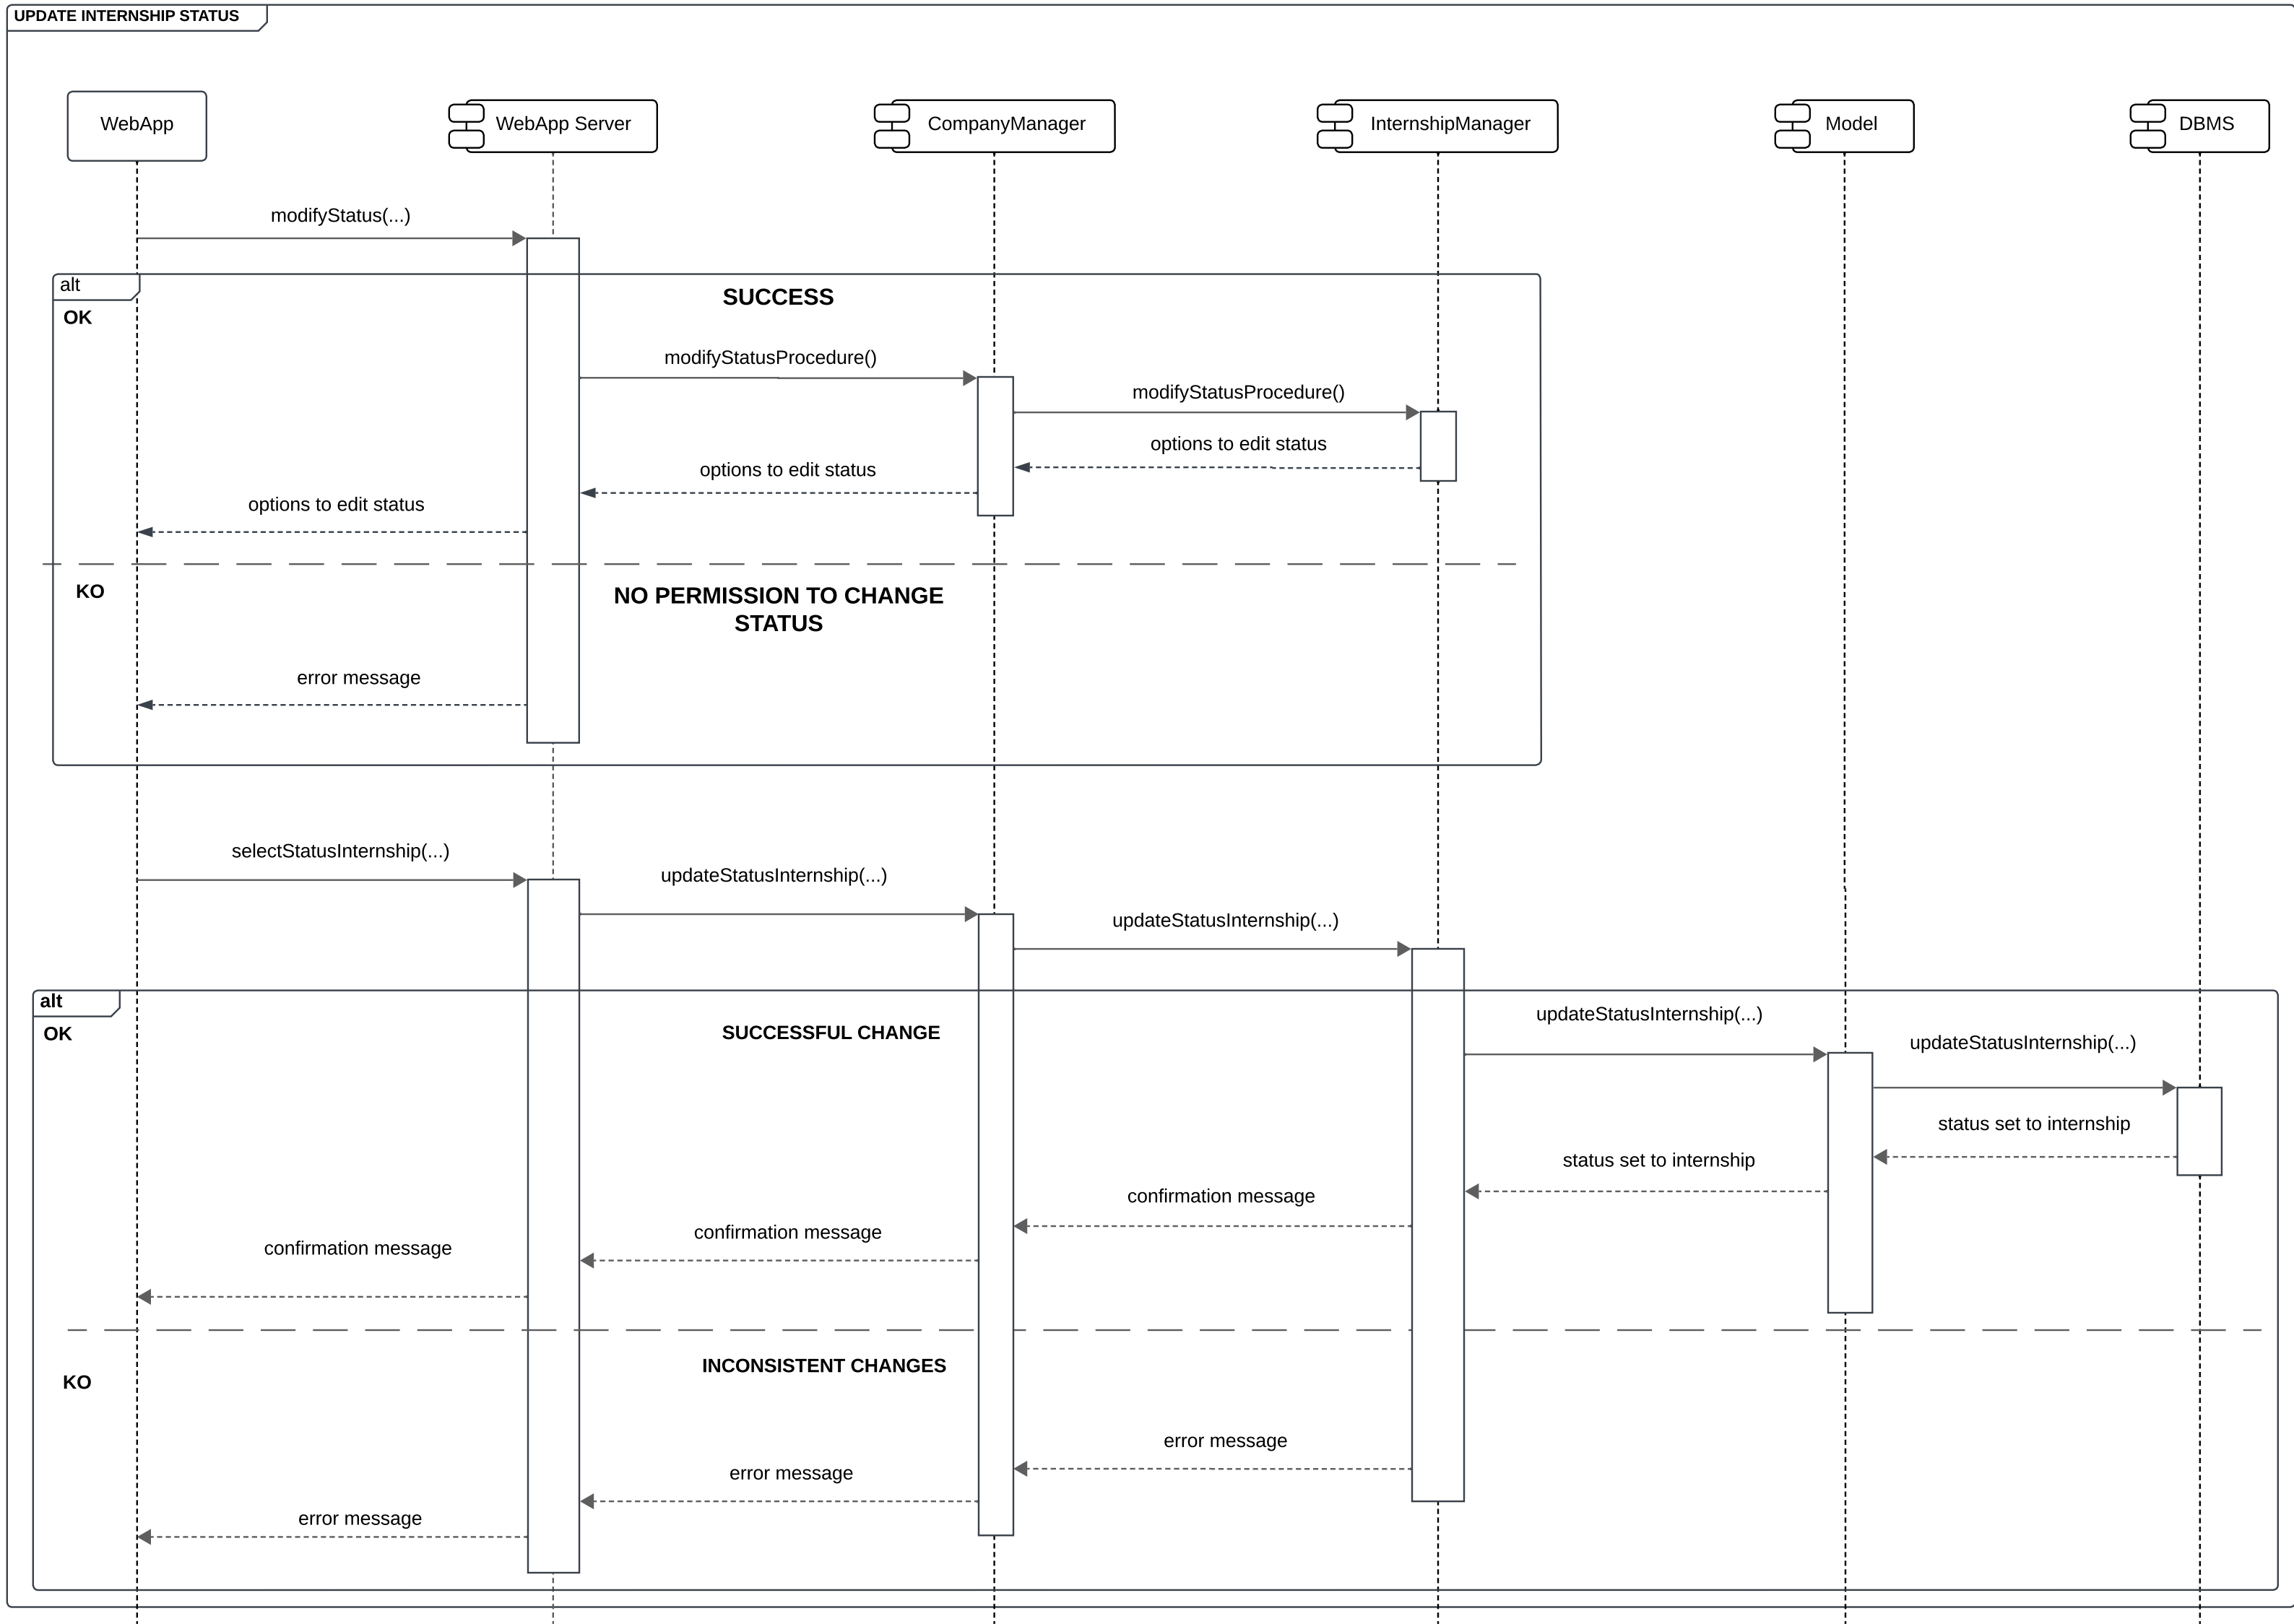 UPDATE INTERNSHIP STATUS
WebApp
WebApp Server
CompanyManager
InternshipManager
Model
DBMS
modifyStatus(...)
alt
OK
SUCCESS
modifyStatusProcedure()
modifyStatusProcedure()
options to edit status
options to edit status
options to edit status
KO
NO PERMISSION TO CHANGE
STATUS
error message
selectStatusInternship(...)
updateStatusInternship(...)
updateStatusInternship(...)
alt
OK
SUCCESSFUL CHANGE
updateStatusInternship(...)
updateStatusInternship(...)
status set to internship
status set to internship
confirmation message
confirmation message
confirmation message
INCONSISTENT CHANGES
KO
error message
error message
error message